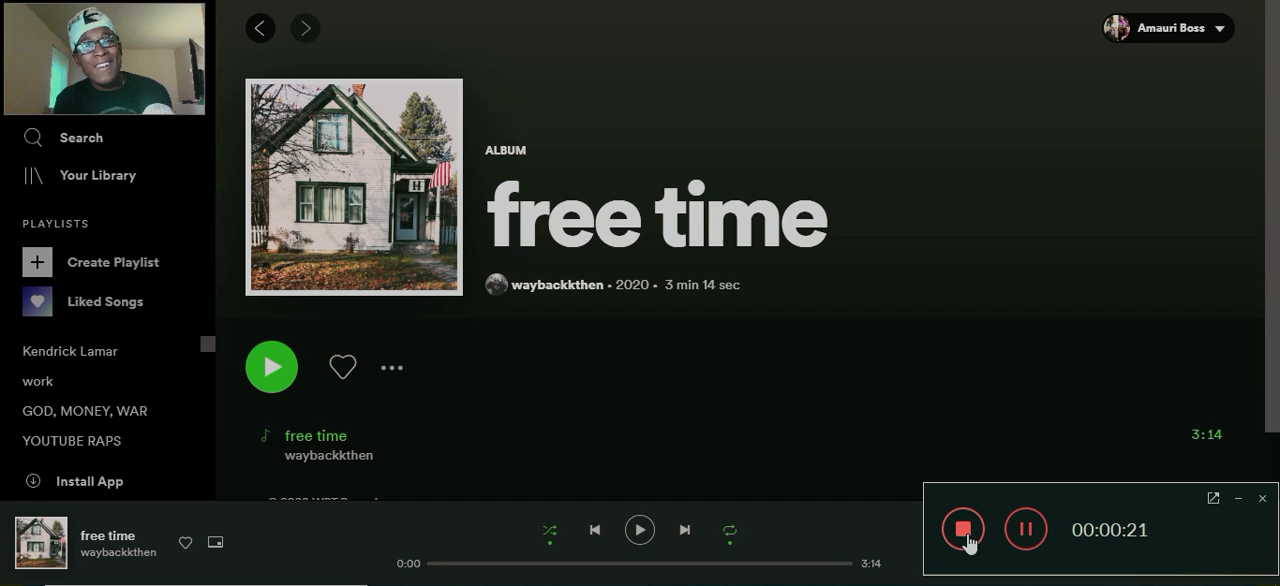 Amauri Boss
Search
Your Library
PLAYLISTS
Create Playlist
Liked Songs
Kendrick Lamar
work
GOD, MONEY, WAR
YOUTUBE RAPS
Install App
ALBUM
free time
waybackkthen • 2020 • 3 min 14 sec
H
free time
3:14
waybackkthen
free time
waybackkthen
0:00
3:14
00:00:21